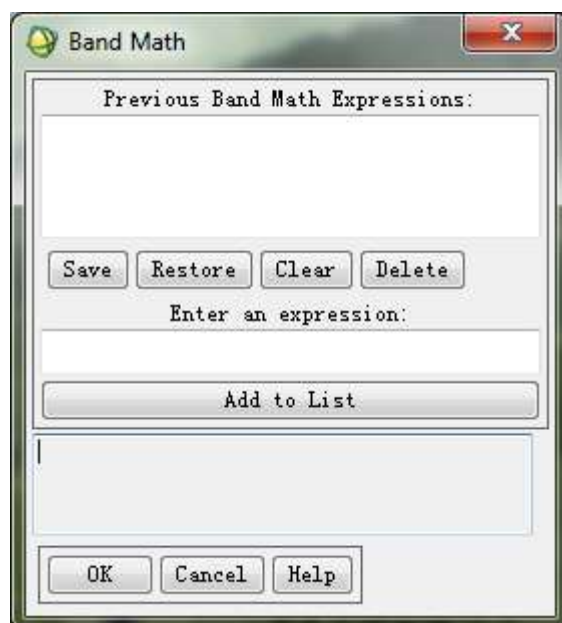 Band Math
Previous Band Math Expressions:
Save Restore Clear Delete
Enter an expression:
Add to List
OK Cancel Help